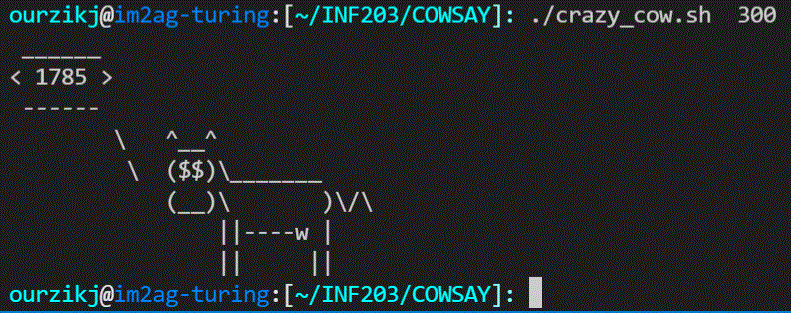 ourzikj@im2ag-turing:[~/INF203/COWSAY]: ./crazy_cow.sh  300
 ______
< 1785 >
 ------
        \   ^__^
         \  ($$)\_______
            (__)\       )\/\
                ||----w |
                ||     ||
ourzikj@im2ag-turing:[~/INF203/COWSAY]: